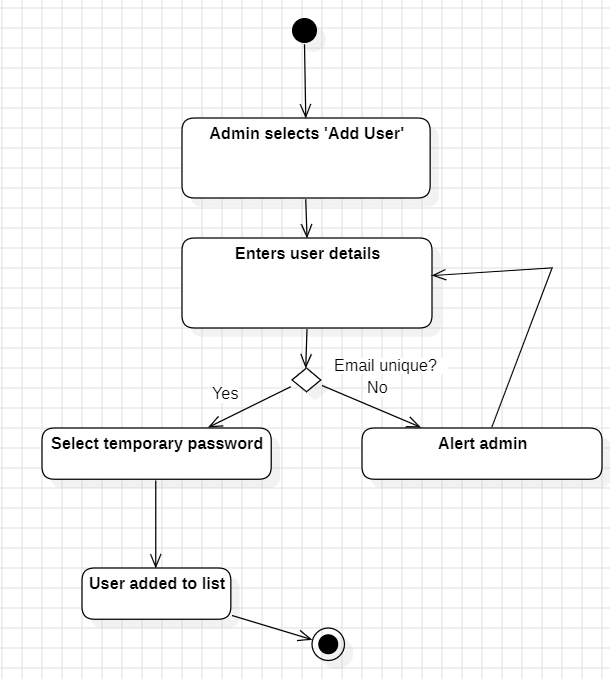 Admin selects 'Add User'
Enters user details
Email unique?
Yes
No
Select temporary password
Alert admin
User added to list